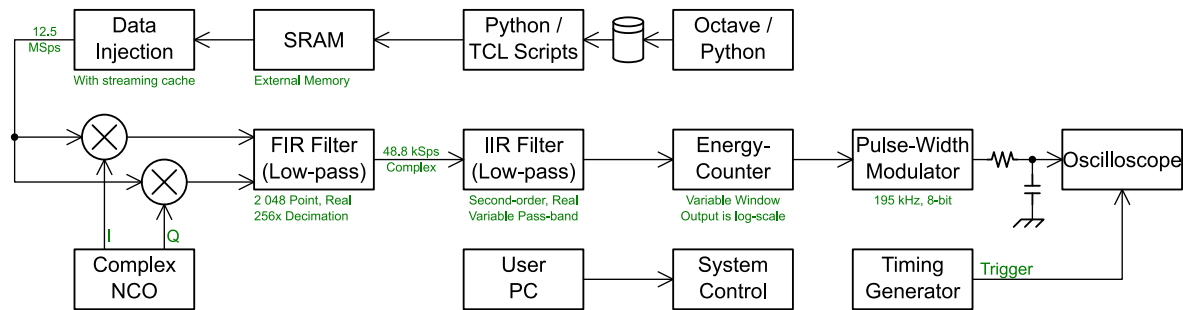 12.5
MSps
Data
Injection
With streaming cache
SRAM
External Memory
Python /
TCL Scripts
Octave /
Python
FIR Filter
(Low-pass)
2 048 Point, Real
256x Decimation
48.8 kSps
Complex
IIR Filter
(Low-pass)
Second-order, Real
Variable Pass-band
Energy-
Counter
Variable Window
Output is log-scale
Pulse-Width
Modulator
195 kHz, 8-bit
Oscilloscope
I
Q
Complex
NCO
User
PC
System
Control
Timing
Generator
Trigger